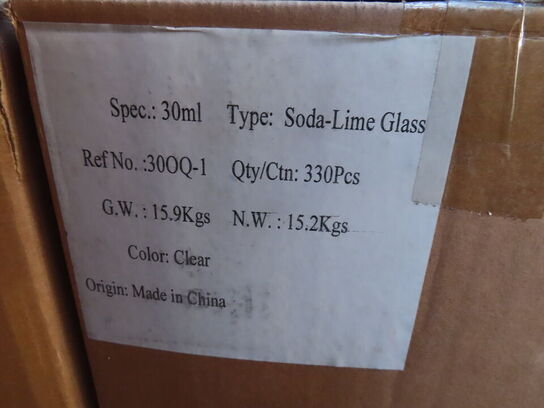 Spec.: 30ml Type: Soda-Lime Glass
Ref No. :30OQ-1 Qty/Ctn: 330Pcs
G.W. : 15.9Kgs N.W. : 15.2Kgs
Color: Clear
Origin: Made in China